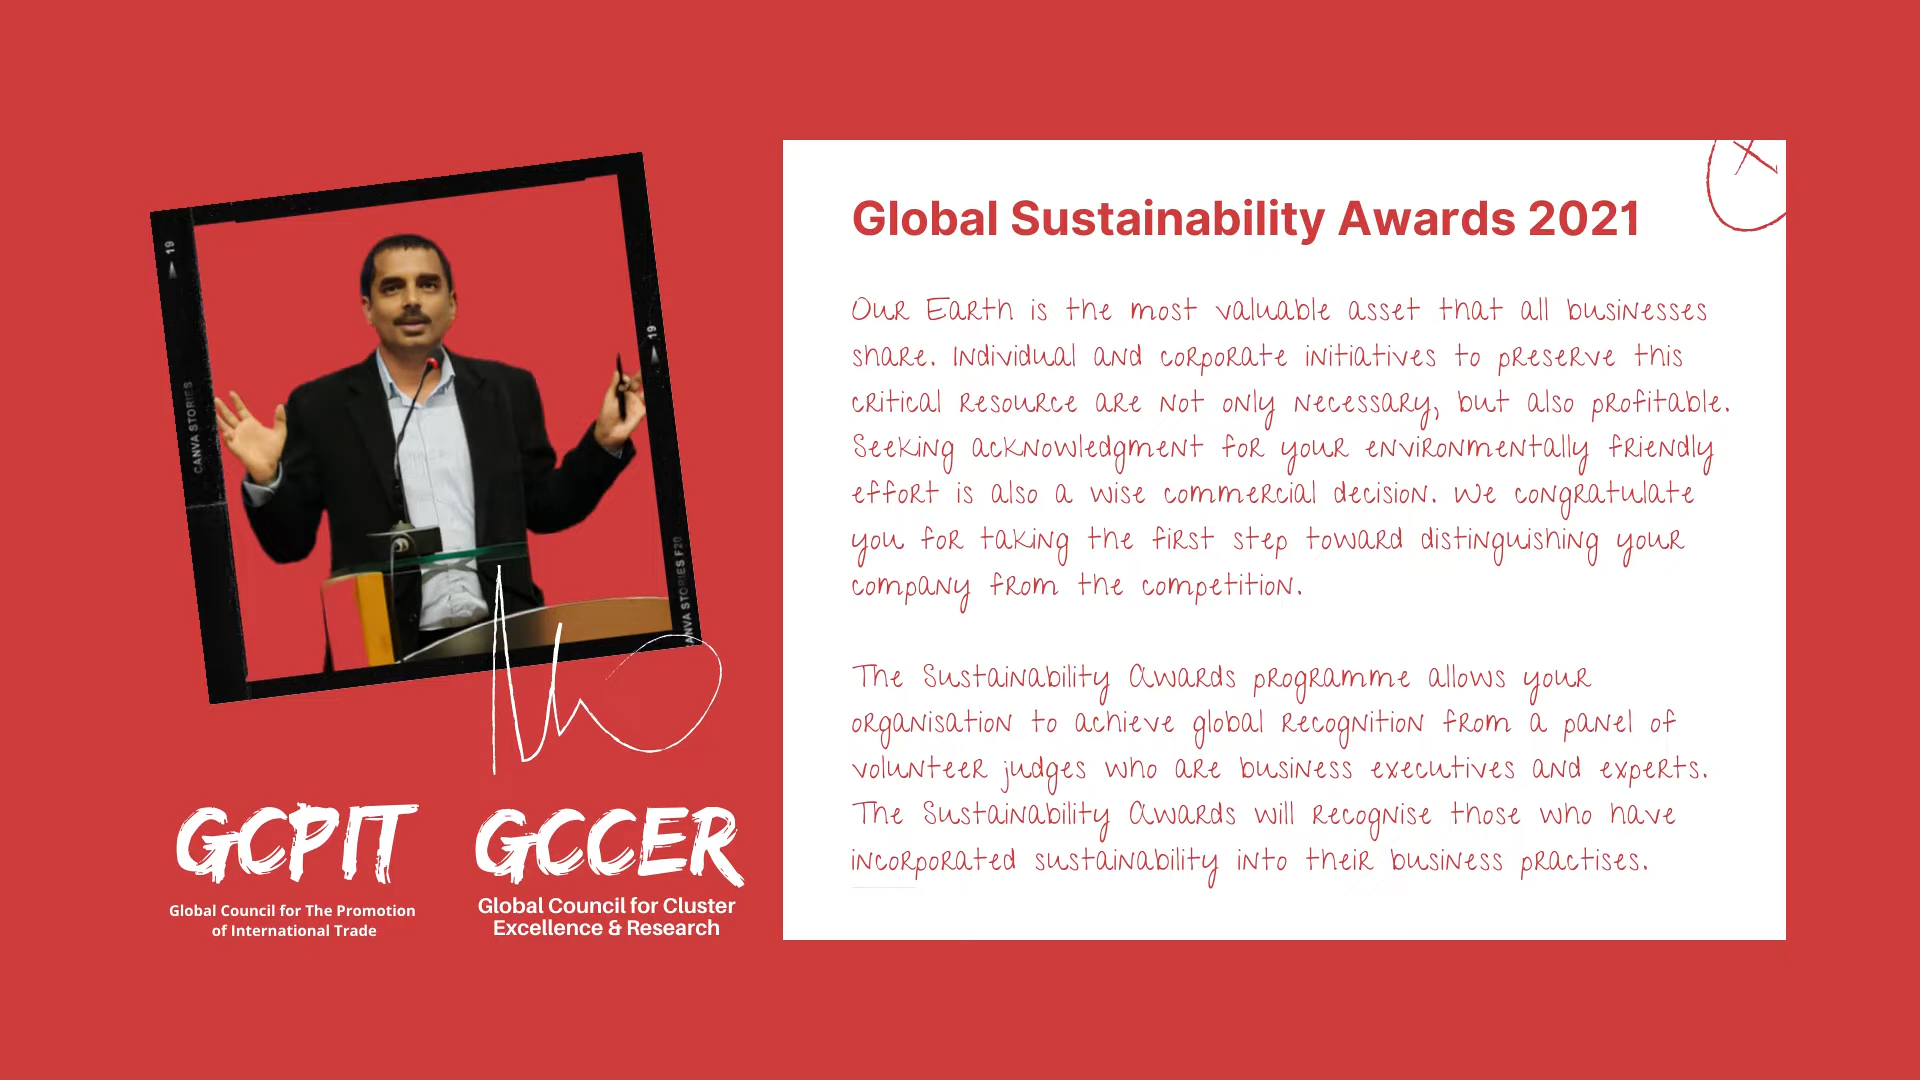 19
CANVA STORIES
19
CANVA STORIES F20
GCPIT
Global Council for The Promotion
of International Trade
GCCER
Global Council for Cluster
Excellence & Research
Global Sustainability Awards 2021
Our Earth is the most valuable asset that all businesses
share. Individual and corporate initiatives to preserve this
critical resource are not only necessary, but also profitable.
Seeking acknowledgment for your environmentally friendly
effort is also a wise commercial decision. We congratulate
you for taking the first step toward distinguishing your
company from the competition.
The Sustainability Awards programme allows your
organisation to achieve global recognition from a panel of
volunteer judges who are business executives and experts.
The Sustainability Awards will recognise those who have
incorporated sustainability into their business practises.